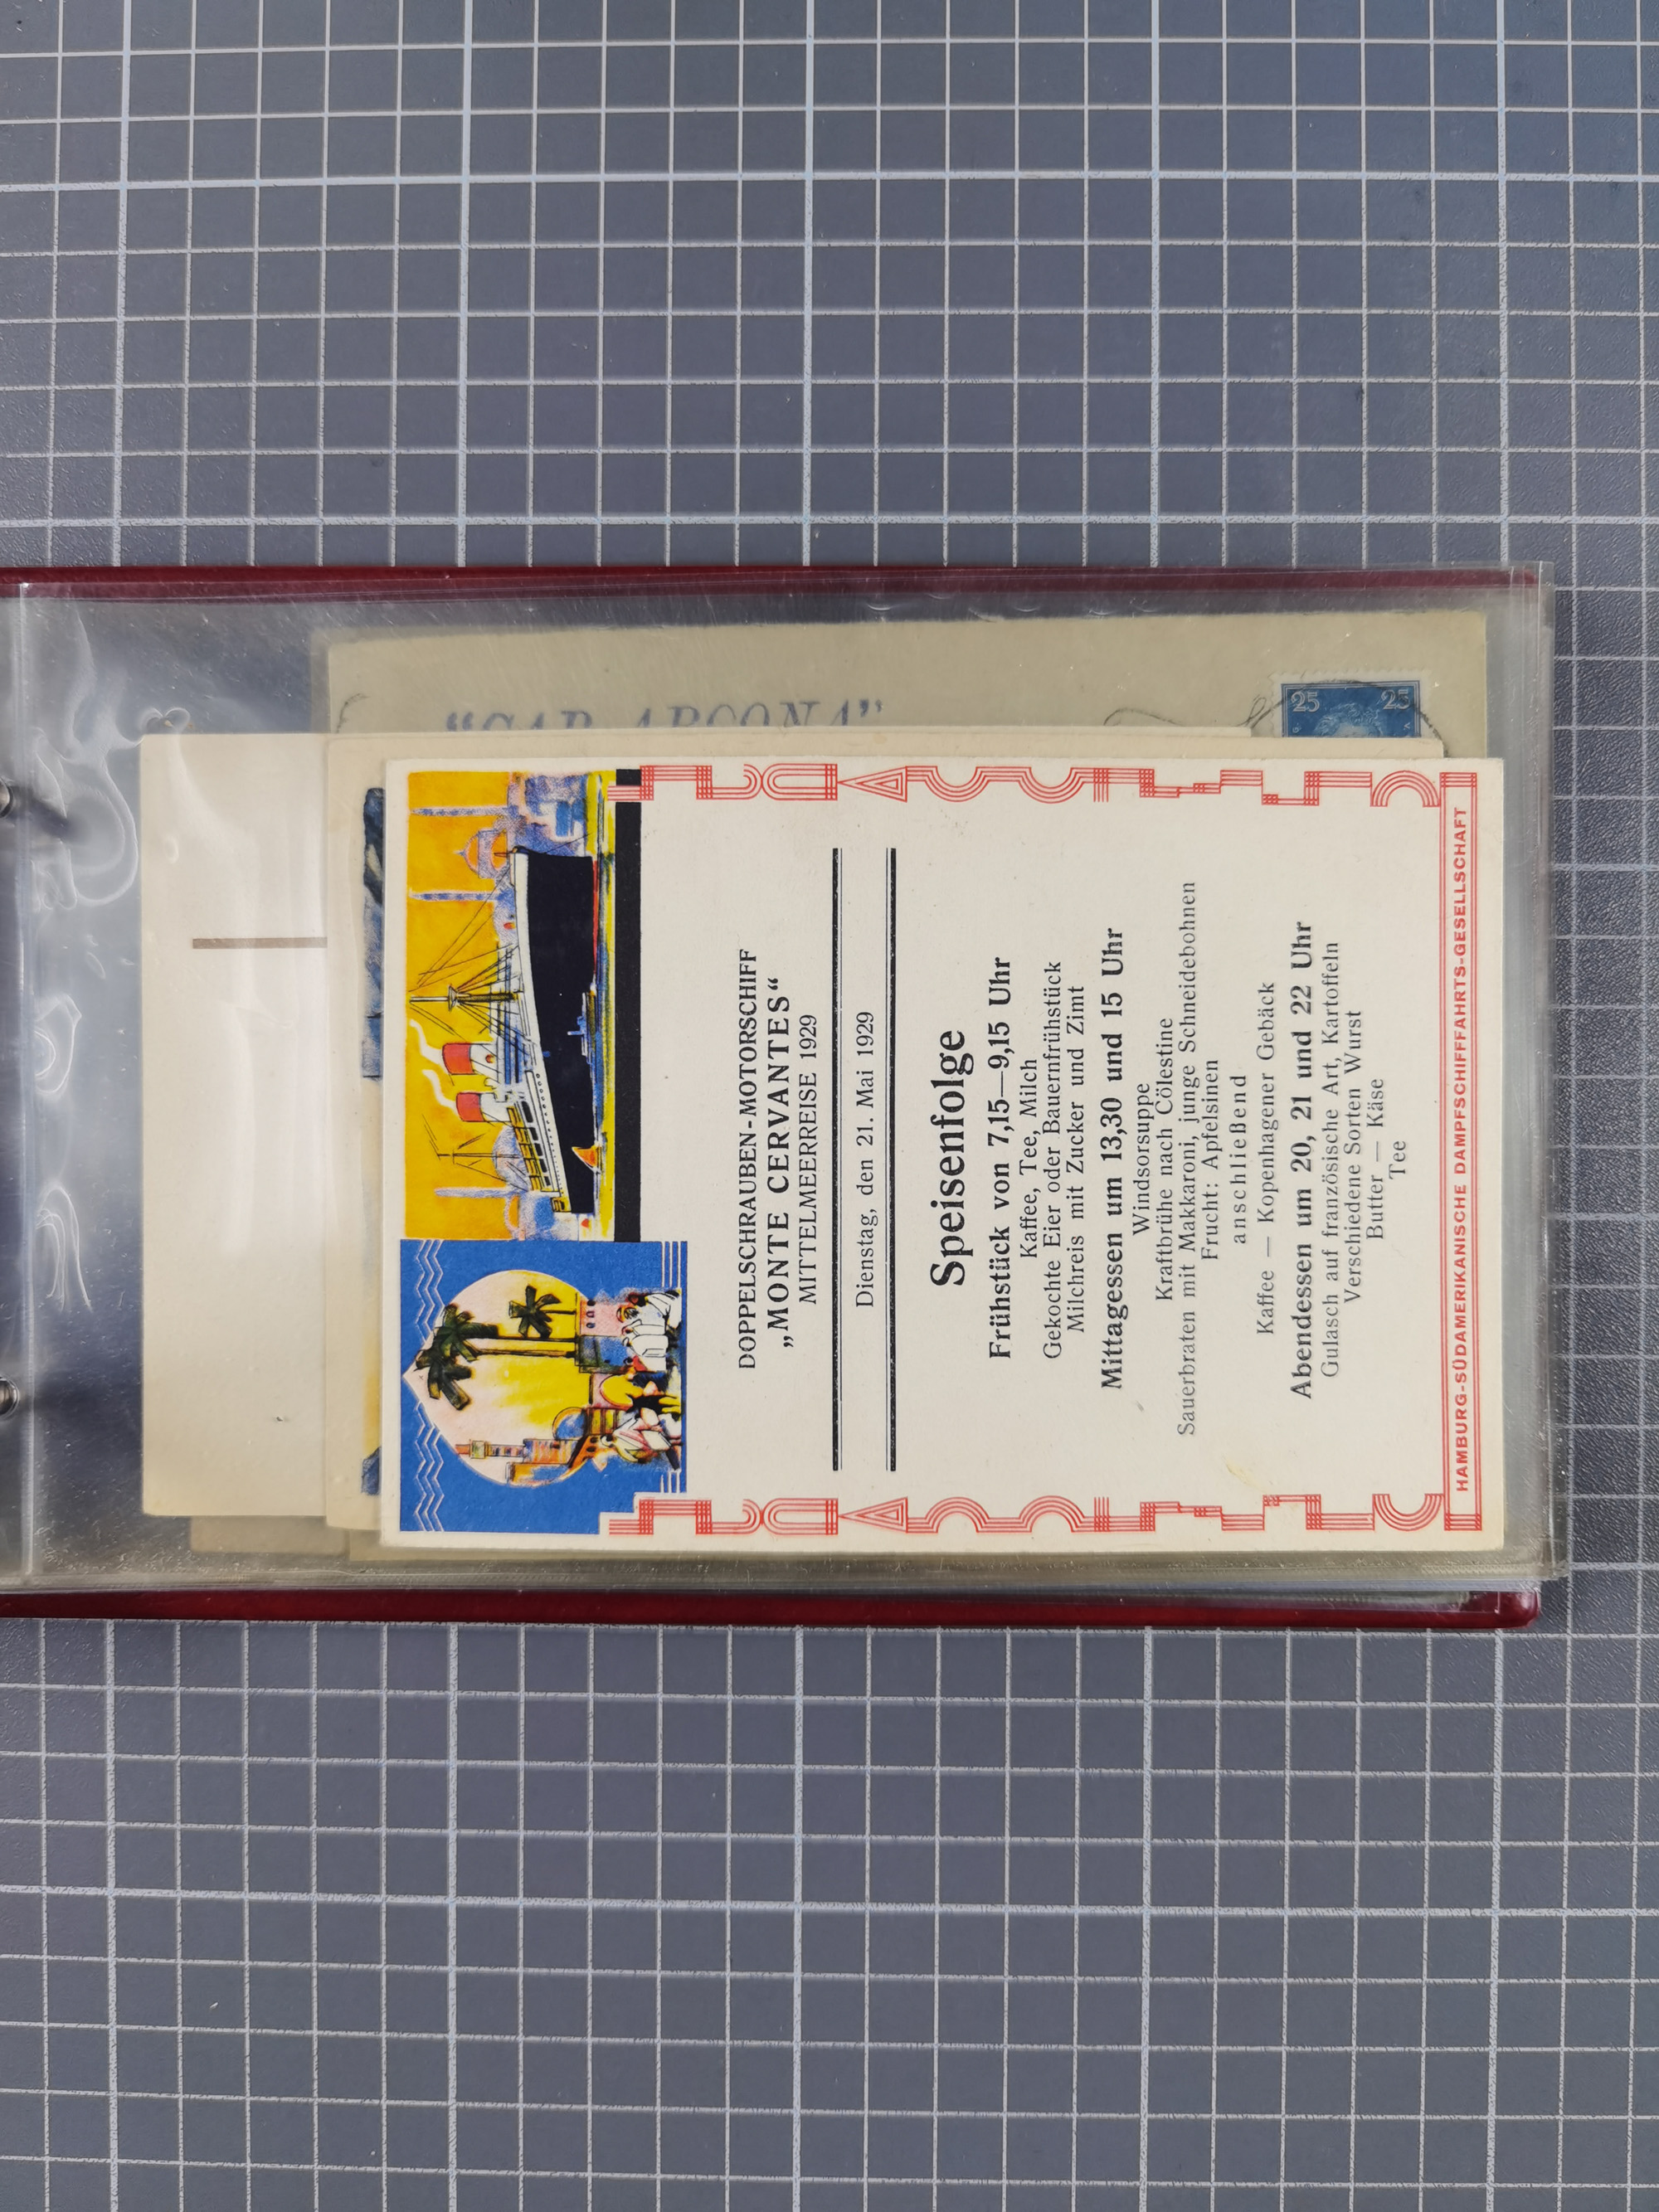 DOPPELSCHRAUBEN-MOTORSCHIFF
„MONTE CERVANTES“
MITTELMEERREISE 1929
Dienstag, den 21. Mai 1929
Speisenfolge
Frühstück von 7,15—9,15 Uhr
Kaffee, Tee, Milch
Gekochte Eier oder Bauernfrühstück
Milchreis mit Zucker und Zimt
Mittagessen um 13,30 und 15 Uhr
Windsorsuppe
Kraftbrühe nach Cölestine
Sauerbraten mit Makkaroni, junge Schneidebohnen
Frucht: Apfelsinen
anschließend
Kaffee — Kopenhagener Gebäck
Abendessen um 20, 21 und 22 Uhr
Gulasch auf französische Art, Kartoffeln
Verschiedene Sorten Wurst
Butter — Käse
Tee
HAMBURG-SÜDAMERIKANISCHE DAMPFSCHIFFFAHRTS-GESELLSCHAFT
“CAP ARCONA”
25 25